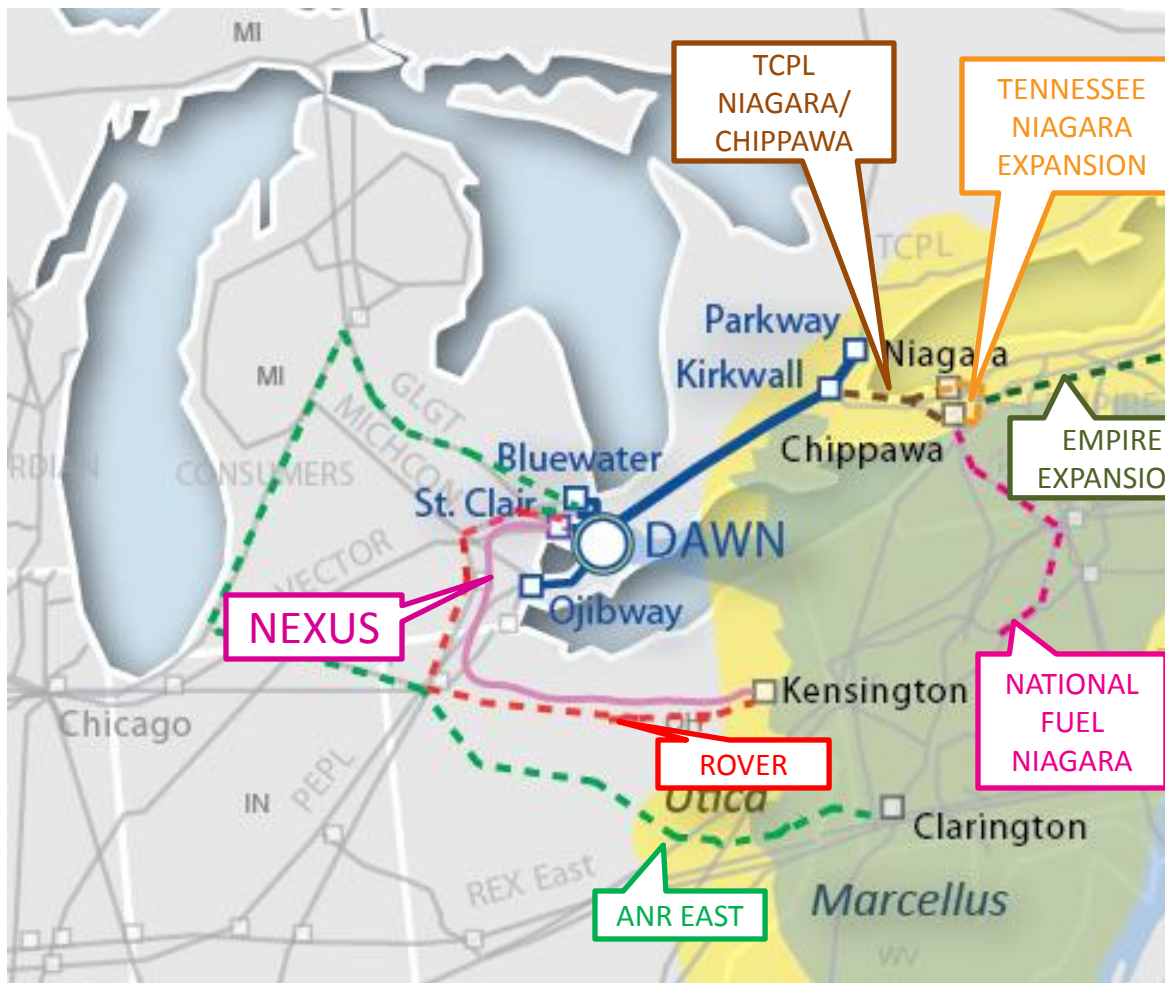 MI
TCPL
NIAGARA/
CHIPPAWA
TENNESSEE
NIAGARA
EXPANSION
TCPL
Parkway
Niagara
Kirkwall
MI
GLGT
MICHCON
Chippawa
EMPIRE
EXPANSIO
PIRE
RDIAN
CONSUMERS
Bluewater
St. Clair
DAWN
VECTOR
Ojibway
NEXUS
Kensington
NATIONAL
FUEL
NIAGARA
Chicago
OH
ROVER
PEPL
IN
Utica
Clarington
REX East
ANR EAST
Marcellus
WV